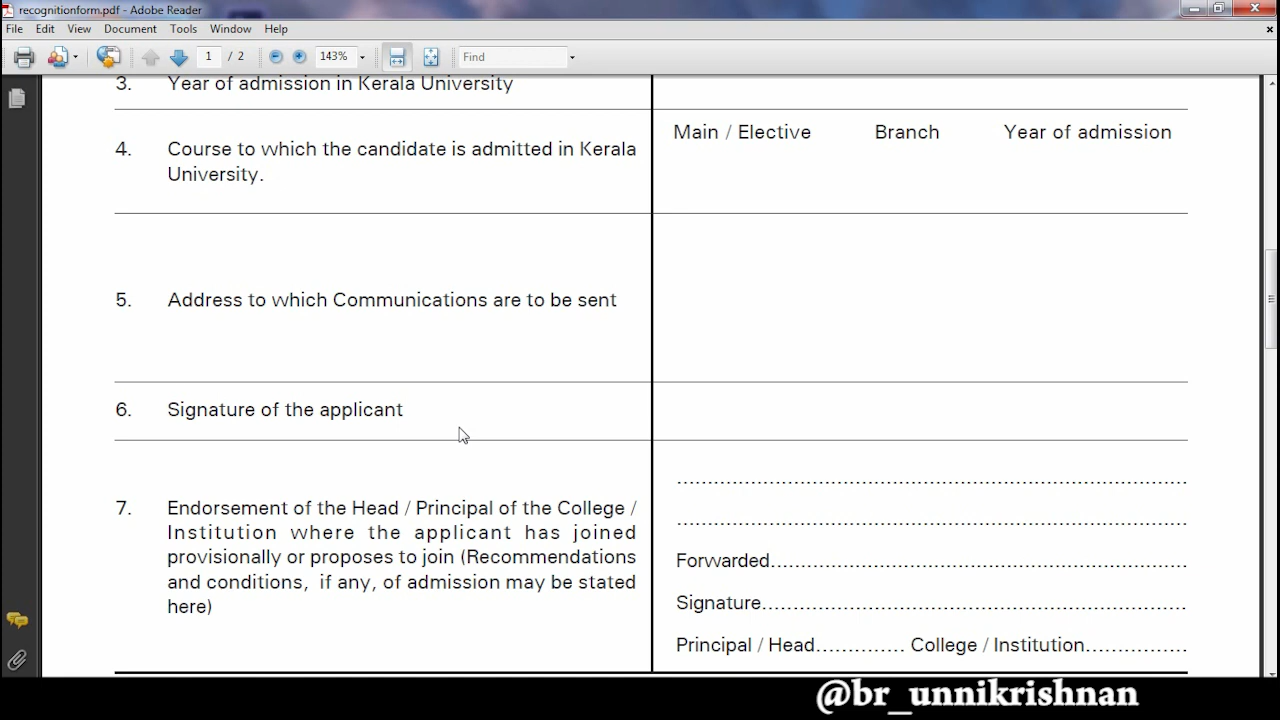 recognitionform.pdf - Adobe Reader
File Edit View Document Tools Window Help
1 / 2 143% Find
3. Year of admission in Kerala University
Main / Elective Branch Year of admission
4. Course to which the candidate is admitted in Kerala
University.
5. Address to which Communications are to be sent
6. Signature of the applicant
7. Endorsement of the Head / Principal of the College /
Institution where the applicant has joined
provisionally or proposes to join (Recommendations
and conditions, if any, of admission may be stated
here)
....................................................................................
....................................................................................
Forwarded....................................................................
Signature......................................................................
Principal / Head.............. College / Institution.................
@br_unnikrishnan